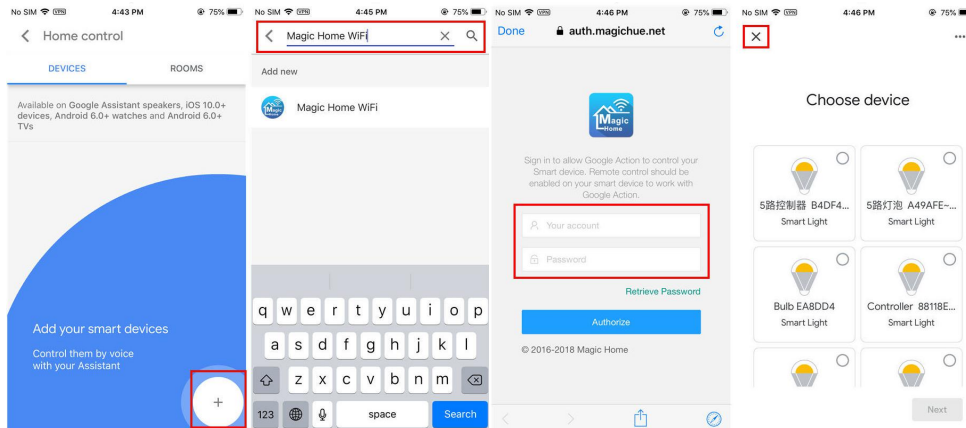 No SIM VPN 4:43 PM 75%
Home control
DEVICES ROOMS
Available on Google Assistant speakers, iOS 10.0+
devices, Android 6.0+ watches and Android 6.0+
TVs
Add your smart devices
Control them by voice
with your Assistant
+
No SIM VPN 4:45 PM 75%
Magic Home WiFi
Add new
Magic Home
Magic Home WiFi
q w e r t y u i o p
a s d f g h j k l
z x c v b n m
123 space Search
No SIM VPN 4:46 PM 75%
Done auth.magichue.net
Magic
Home
Sign in to allow Google Action to control your
Smart device. Remote control should be
enabled on your smart device to work with
Google Action.
Your account
Password
Retrieve Password
Authorize
© 2016-2018 Magic Home
No SIM VPN 4:46 PM 75%
Choose device
5路控制器 B4DF4... 5路灯泡 A49AFE~...
Smart Light Smart Light
Bulb EA8DD4 Controller 88118E...
Smart Light Smart Light
Next